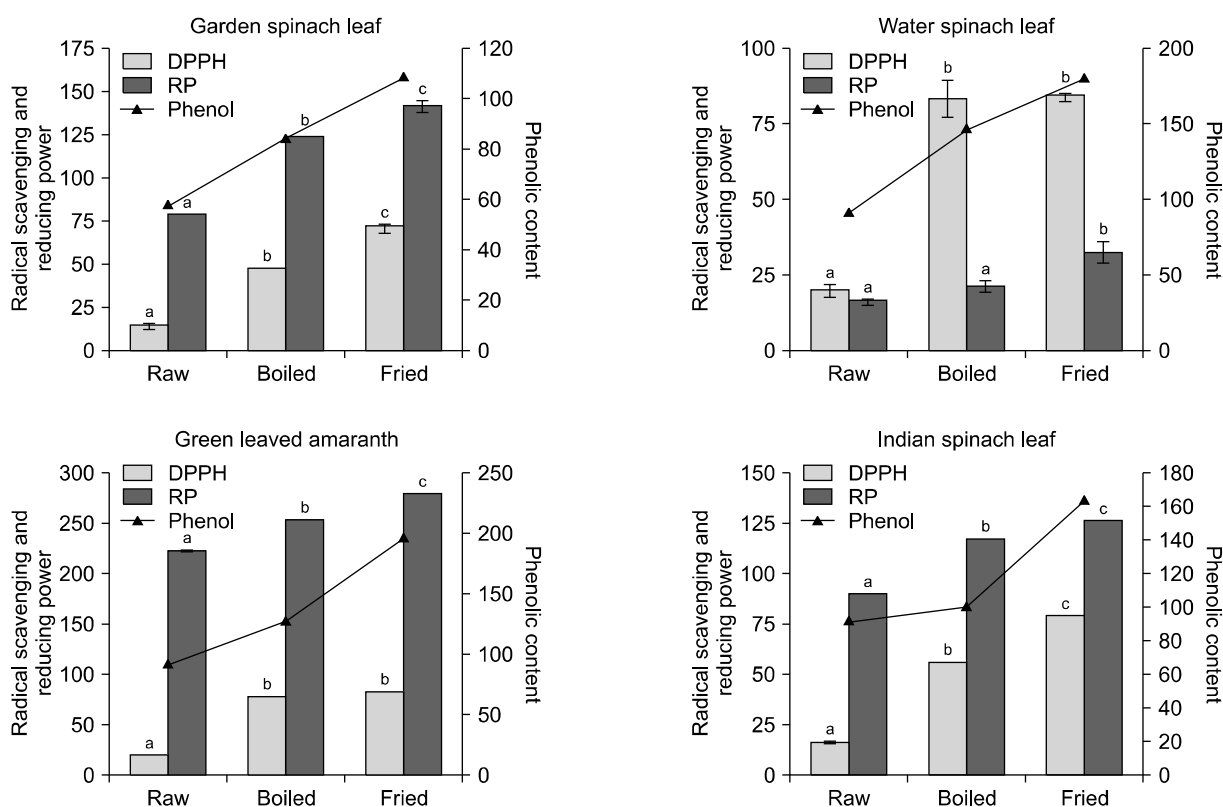 Garden spinach leaf
Radical scavenging and
reducing power
175
150
125
100
75
50
25
0
DPPH
RP
Phenol
a
a
b
b
c
c
Raw
Boiled
Fried
120
100
80
60
40
20
0
Phenolic content
Water spinach leaf
Radical scavenging and
reducing power
100
75
50
25
0
DPPH
RP
Phenol
a
a
b
a
b
b
Raw
Boiled
Fried
200
150
100
50
0
Phenolic content
Green leaved amaranth
Radical scavenging and
reducing power
300
250
200
250
200
150
100
50
0
DPPH
RP
Phenol
a
a
b
b
b
c
Raw
Boiled
Fried
250
200
150
100
50
0
Phenolic content
Indian spinach leaf
Radical scavenging and
reducing power
150
125
100
75
50
25
0
DPPH
RP
Phenol
a
a
b
b
c
c
Raw
Boiled
Fried
180
160
140
120
100
80
60
40
20
0
Phenolic content